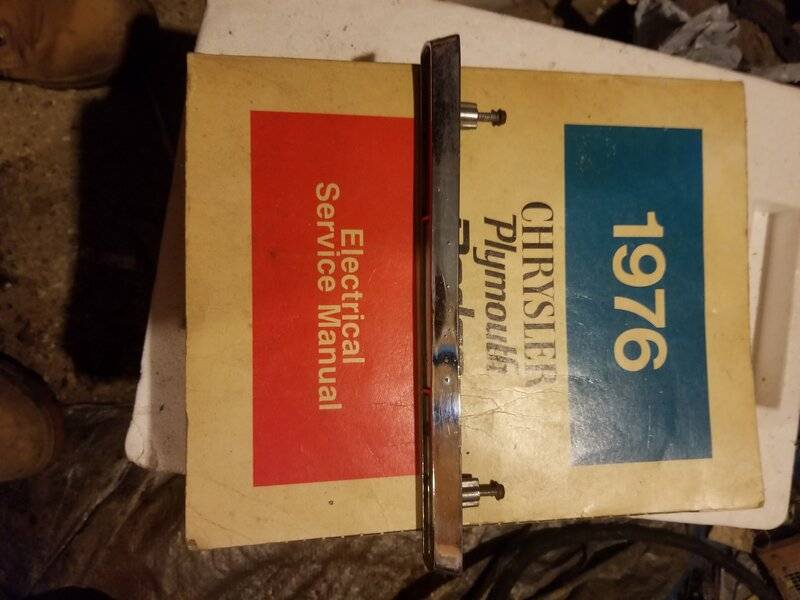 1976
CHRYSLER
Plymouth
Electrical
Service Manual